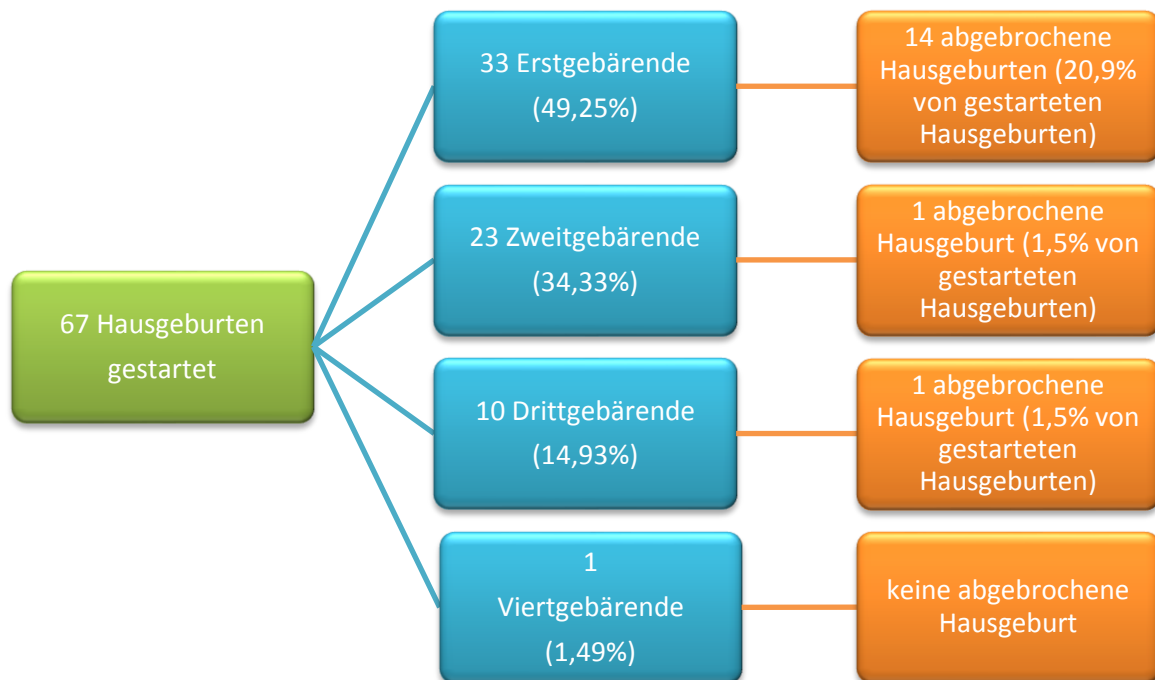 67 Hausgeburten
gestartet
33 Erstgebärende
(49,25%)
14 abgebrochene
Hausgeburten (20,9%
von gestarteten
Hausgeburten)
23 Zweitgebärende
(34,33%)
1 abgebrochene
Hausgeburt (1,5% von
gestarteten
Hausgeburten)
10 Drittgebärende
(14,93%)
1 abgebrochene
Hausgeburt (1,5% von
gestarteten
Hausgeburten)
1
Viertgebärende
(1,49%)
keine abgebrochene
Hausgeburt